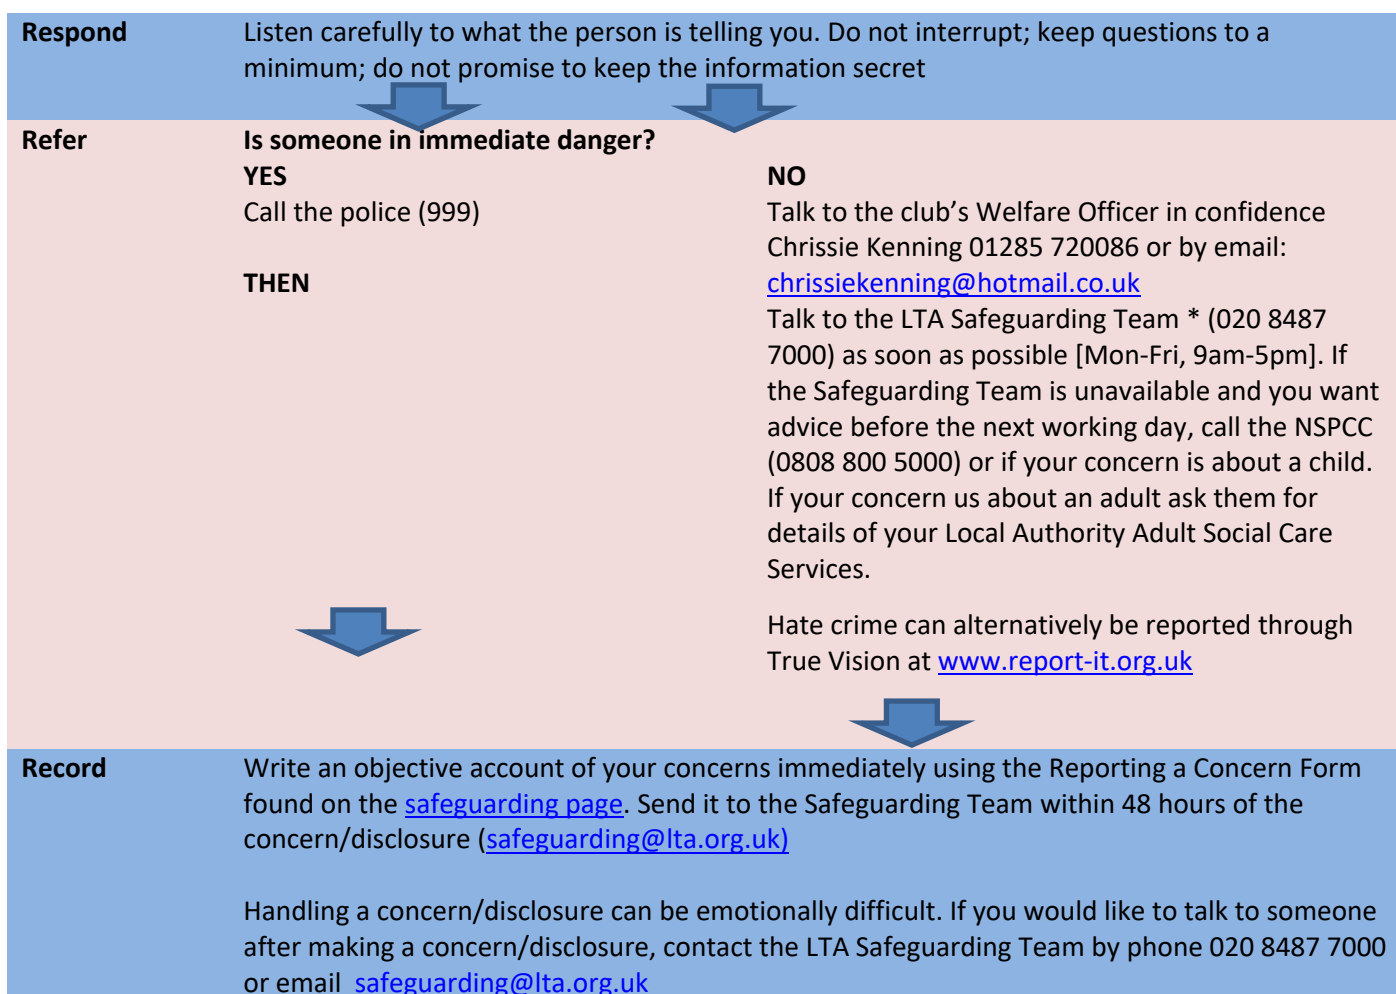 Respond
Listen carefully to what the person is telling you. Do not interrupt; keep questions to a
minimum; do not promise to keep the information secret
Refer
Is someone in immediate danger?
YES
Call the police (999)
THEN
NO
Talk to the club’s Welfare Officer in confidence
Chrissie Kenning 01285 720086 or by email:
chrissiekenning@hotmail.co.uk
Talk to the LTA Safeguarding Team * (020 8487
7000) as soon as possible [Mon-Fri, 9am-5pm]. If
the Safeguarding Team is unavailable and you want
advice before the next working day, call the NSPCC
(0808 800 5000) or if your concern is about a child.
If your concern us about an adult ask them for
details of your Local Authority Adult Social Care
Services.
Hate crime can alternatively be reported through
True Vision at www.report-it.org.uk
Record
Write an objective account of your concerns immediately using the Reporting a Concern Form
found on the safeguarding page. Send it to the Safeguarding Team within 48 hours of the
concern/disclosure (safeguarding@lta.org.uk)
Handling a concern/disclosure can be emotionally difficult. If you would like to talk to someone
after making a concern/disclosure, contact the LTA Safeguarding Team by phone 020 8487 7000
or email safeguarding@lta.org.uk